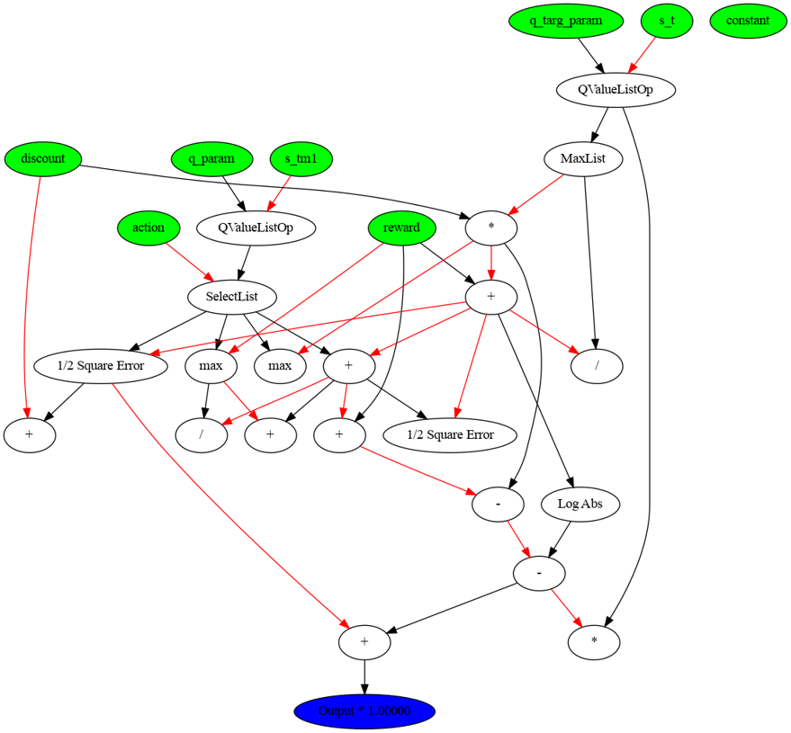 q_targ_param s_t constant
QValueListOp
discount q_param s_tm1 MaxList
action QValueListOp reward *
SelectList +
1/2 Square Error max max + /
+ / + + 1/2 Square Error
- Log Abs
-
+ *
Output * 1.00000